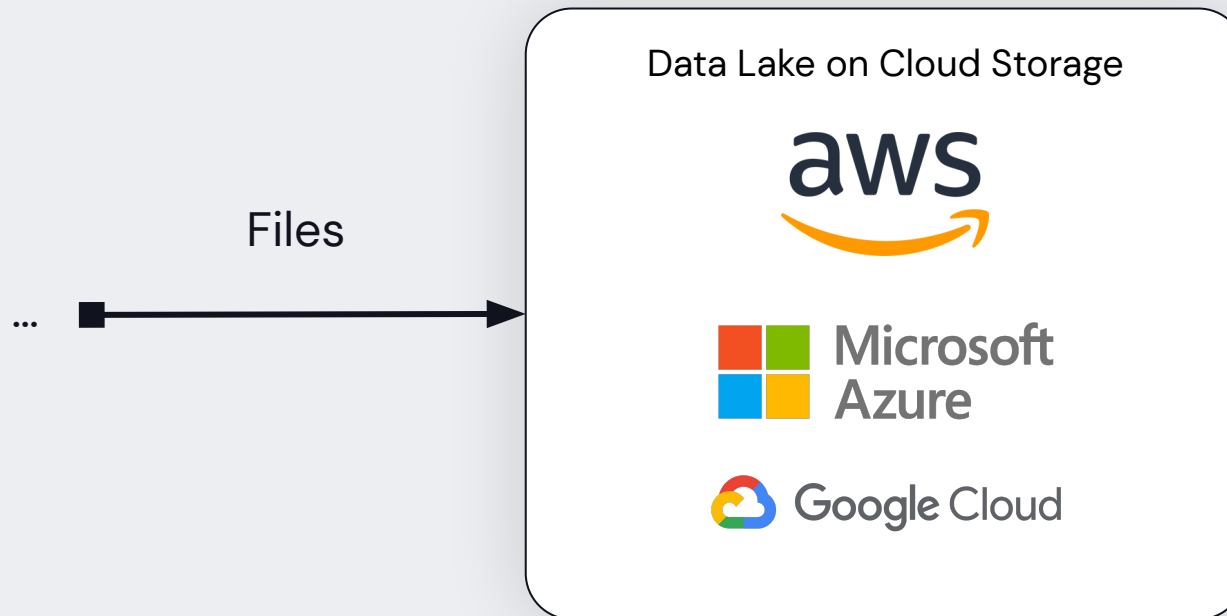 Data Lake on Cloud Storage
aws
Files
...
Microsoft
Azure
Google Cloud